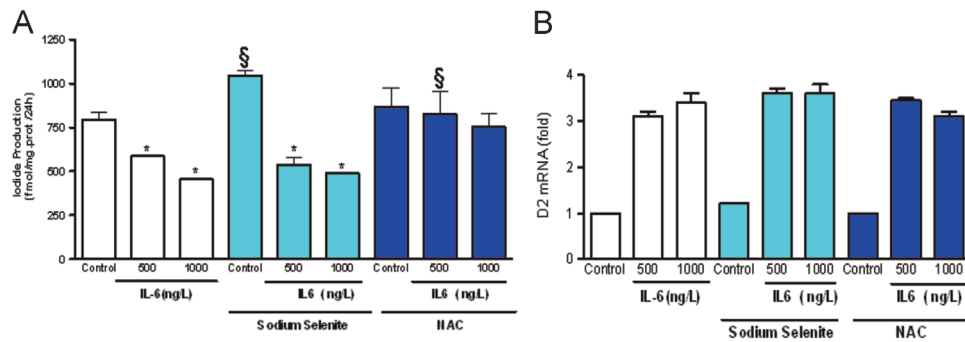 A
Iodide Production
(fmol/mg.prot /24h)
1250
1000
750
500
250
0
* * § * * §
Control 500 1000 Control 500 1000 Control 500 1000
IL-6(ng/L) IL6 ( ng/L) IL6 ( ng/L)
Sodium Selenite NAC
B
D2 mRNA (fold)
4
3
2
1
0
Control 500 1000 Control 500 1000 Control 500 1000
IL-6(ng/L) IL6 ( ng/L) IL6 ( ng/L)
Sodium Selenite NAC